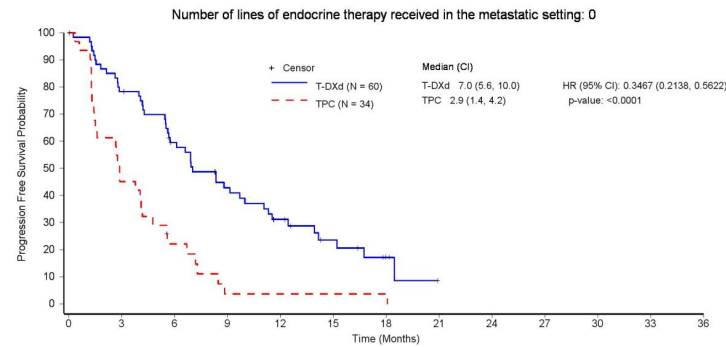 Number of lines of endocrine therapy received in the metastatic setting: 0
Progression Free Survival Probability
100
90
80
70
60
50
40
30
20
10
0
+ Censor
T-DXd (N = 60)
TPC (N = 34)
Median (CI)
T-DXd 7.0 (5.6, 10.0)
TPC 2.9 (1.4, 4.2)
HR (95% CI): 0.3467 (0.2138, 0.5622)
p-value: <0.0001
0 3 6 9 12 15 18 21 24 27 30 33 36
Time (Months)